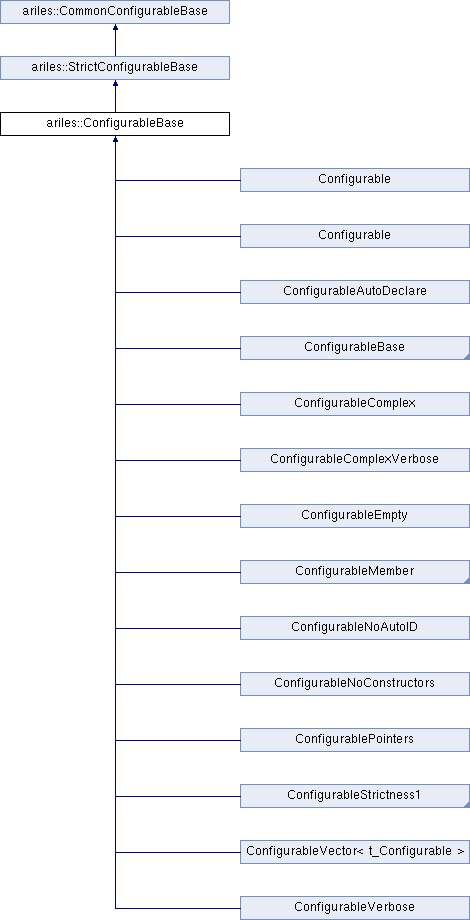 ariles::CommonConfigurableBase
ariles::StrictConfigurableBase
ariles::ConfigurableBase
Configurable
Configurable
ConfigurableAutoDeclare
ConfigurableBase
ConfigurableComplex
ConfigurableComplexVerbose
ConfigurableEmpty
ConfigurableMember
ConfigurableNoAutoID
ConfigurableNoConstructors
ConfigurablePointers
ConfigurableStrictness1
ConfigurableVector< t_Configurable >
ConfigurableVerbose